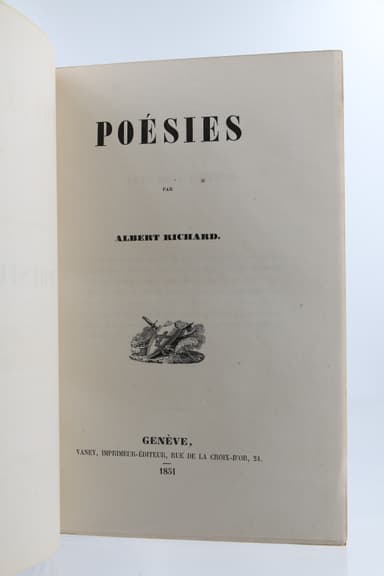 POÉSIES
PAR
ALBERT RICHARD.
GENÈVE,
VANEY, IMPRIMEUR-ÉDITEUR, RUE DE LA CROIX-D'OR, 24.
1851